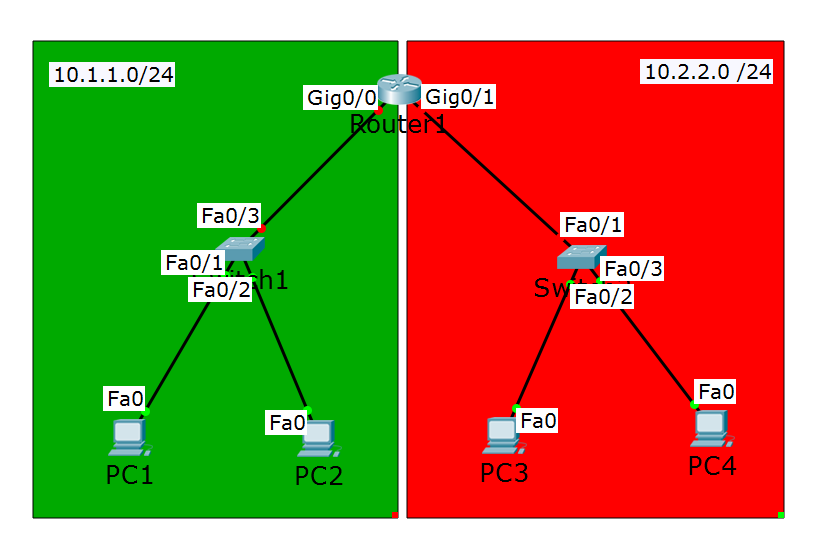 10.1.1.0/24
10.2.2.0 /24
Gig0/0
Gig0/1
Router1
Fa0/3
Fa0/1
Fa0/1
Fa0/3
Fa0/2
Fa0/2
Fa0
Fa0
Fa0
Fa0
PC1
PC2
PC3
PC4